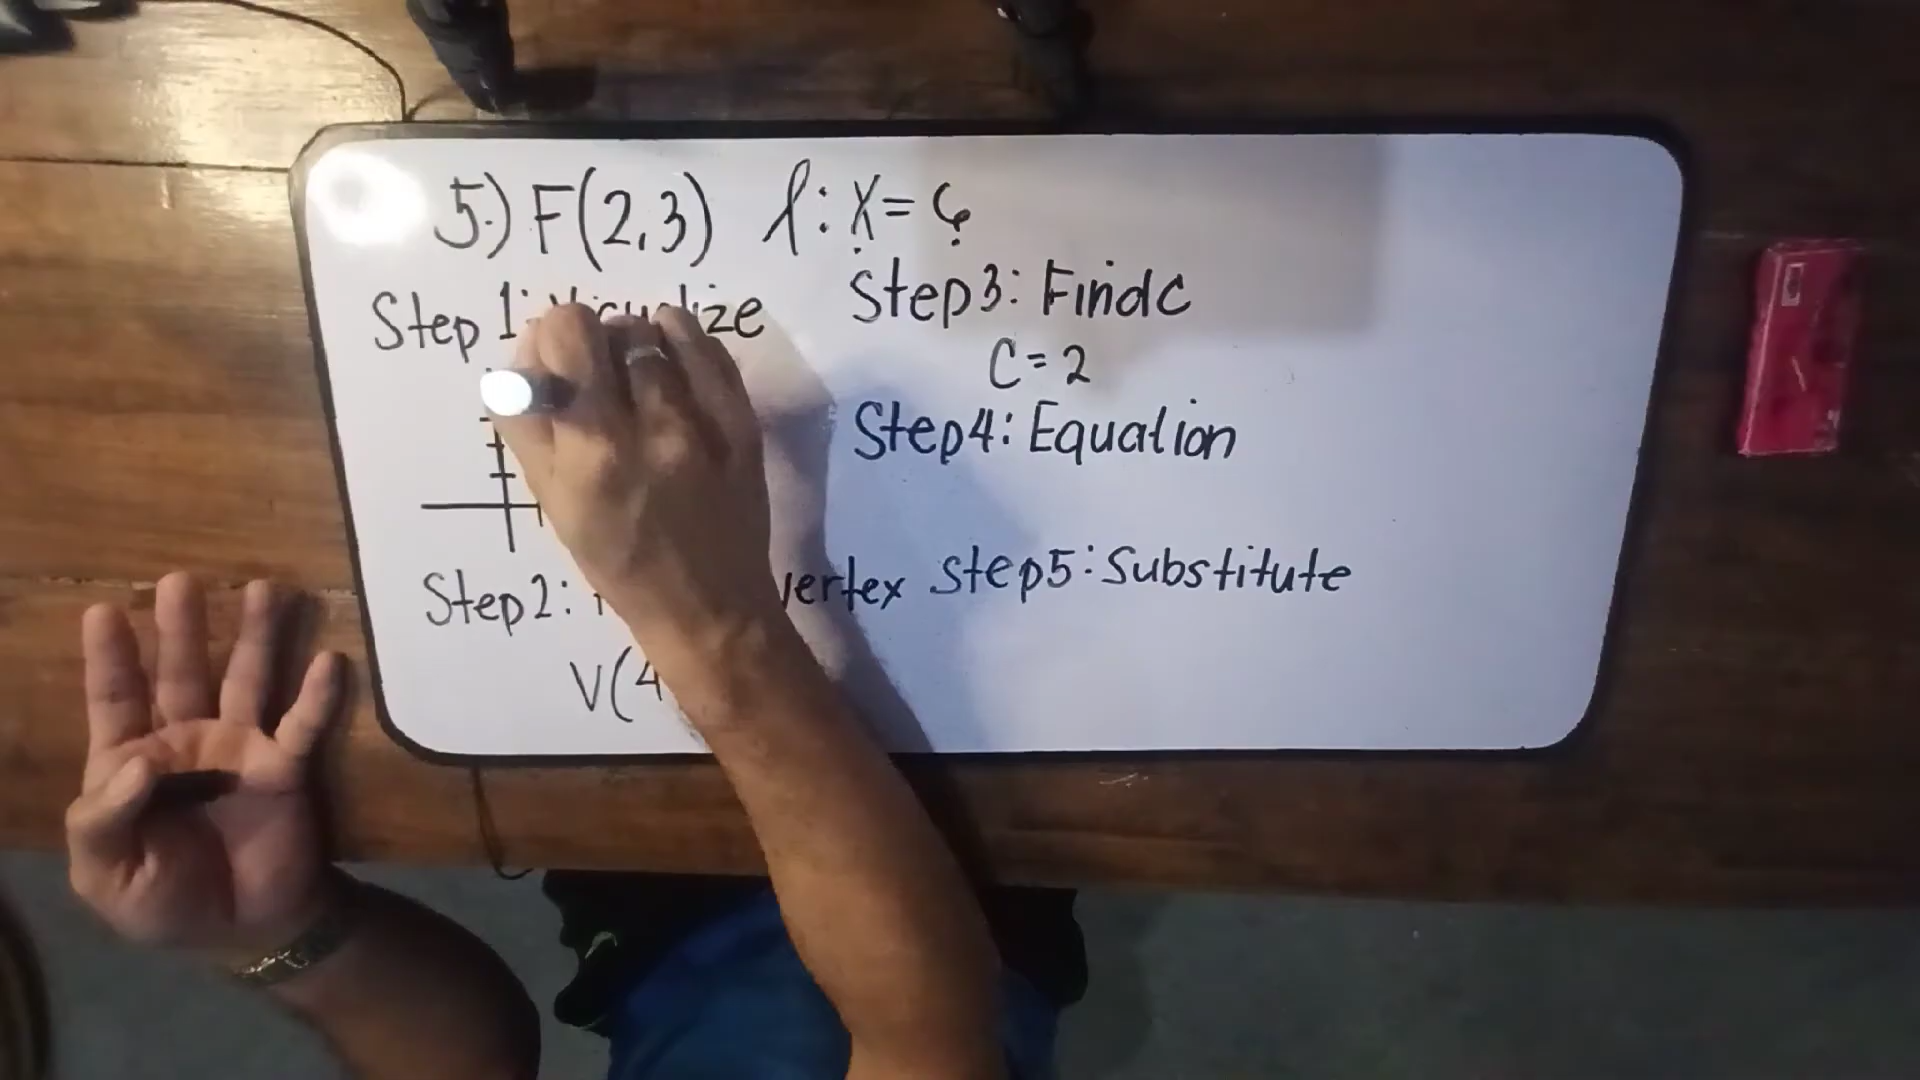 5.) F(2,3) l: x = 6
Step 1: Visualize
Step 2: vertex
V(4
Step 3: Find c
C = 2
Step 4: Equation
Step 5: Substitute